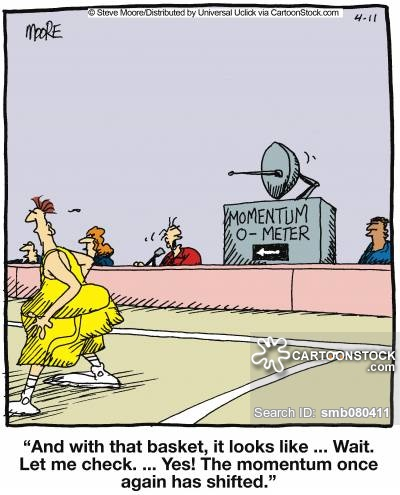 © Steve Moore/Distributed by Universal Uclick via CartoonStock.com
MOORE 4-11
MOMENTUM
O-METER
CARTOONSTOCK
.com
Search ID: smb080411
“And with that basket, it looks like ... Wait.
Let me check. ... Yes! The momentum once
again has shifted.”